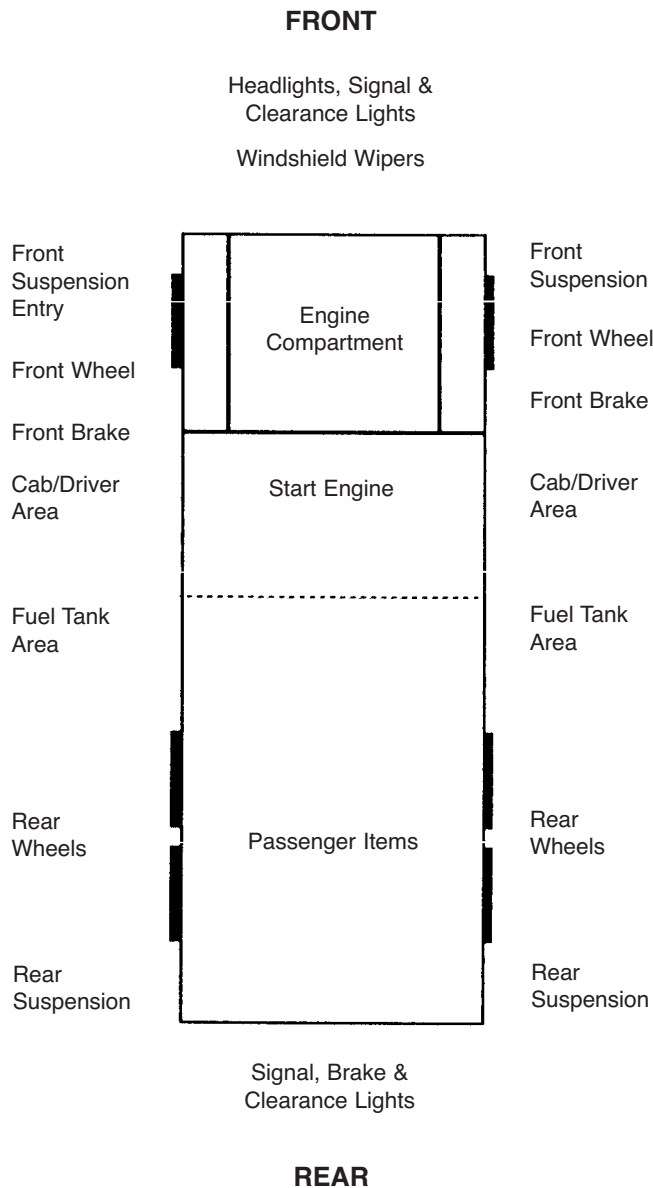 FRONT
Headlights, Signal &
Clearance Lights
Windshield Wipers
Front
Suspension
Entry
Front Wheel
Front Brake
Cab/Driver
Area
Fuel Tank
Area
Rear
Wheels
Rear
Suspension
Engine
Compartment
Start Engine
Passenger Items
Front
Suspension
Front Wheel
Front Brake
Cab/Driver
Area
Fuel Tank
Area
Rear
Wheels
Rear
Suspension
Signal, Brake &
Clearance Lights
REAR